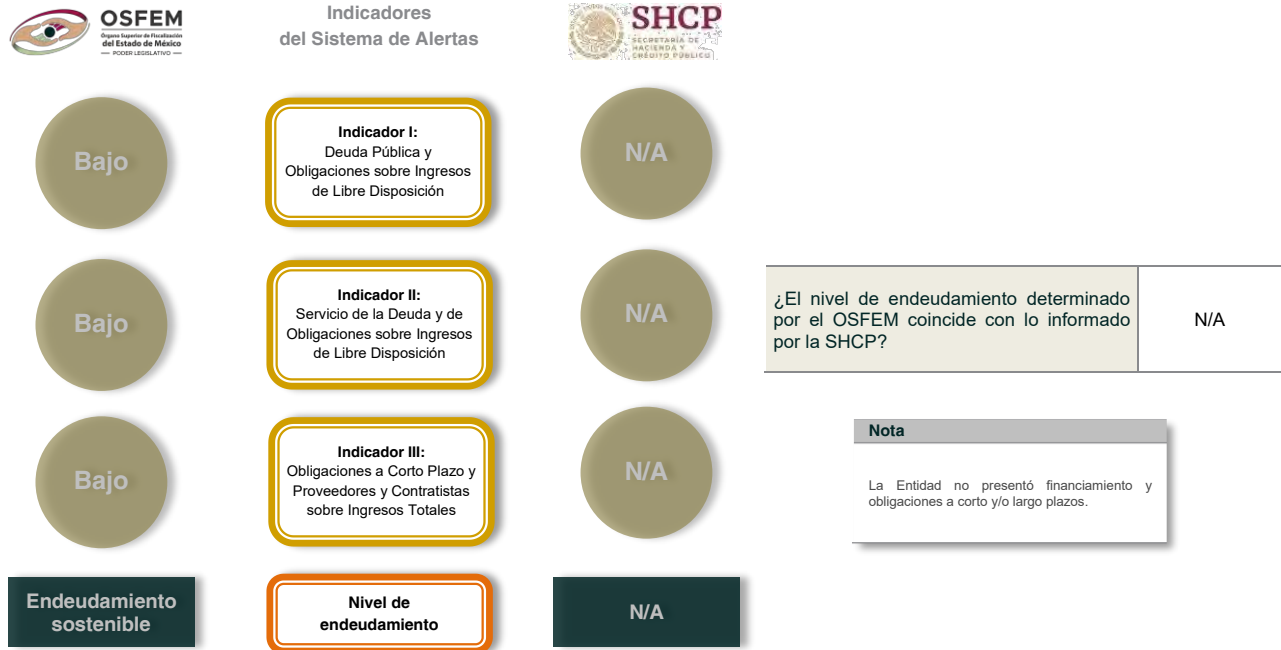 OSFEM
Órgano Superior de Fiscalización
del Estado de México
PODER LEGISLATIVO
Indicadores
del Sistema de Alertas
SHCP
SECRETARÍA DE
HACIENDA Y
CRÉDITO PÚBLICO
Bajo
Indicador I:
Deuda Pública y
Obligaciones sobre Ingresos
de Libre Disposición
N/A
Bajo
Indicador II:
Servicio de la Deuda y de
Obligaciones sobre Ingresos
de Libre Disposición
N/A
¿El nivel de endeudamiento determinado
por el OSFEM coincide con lo informado
por la SHCP?
N/A
Bajo
Indicador III:
Obligaciones a Corto Plazo y
Proveedores y Contratistas
sobre Ingresos Totales
N/A
Nota
La Entidad no presentó financiamiento y
obligaciones a corto y/o largo plazos.
Endeudamiento
sostenible
Nivel de
endeudamiento
N/A